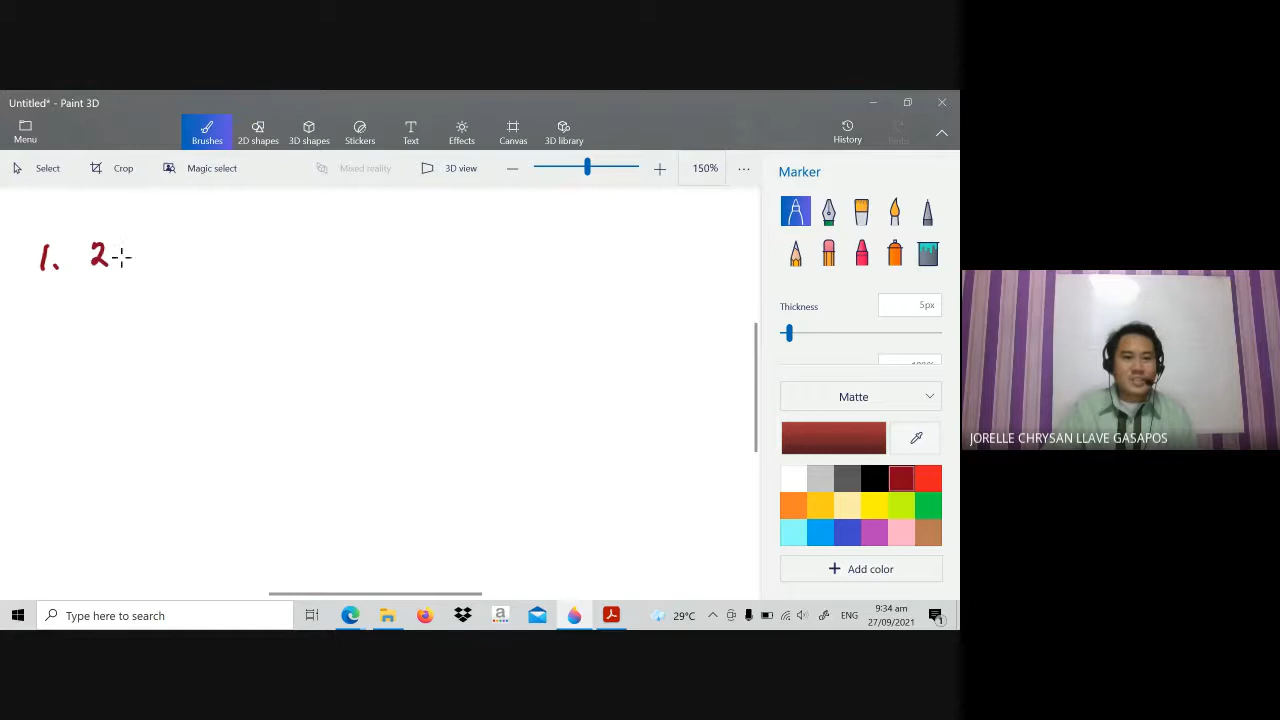 Untitled* - Paint 3D
Menu
Brushes
2D shapes
3D shapes
Stickers
Text
Effects
Canvas
3D library
History
Redo
Select
Crop
Magic select
Mixed reality
3D view
150%
Marker
1. 2
Thickness
5px
Matte
Add color
JORELLE CHRYSAN LLAVE GASAPOS
Type here to search
a
29°C
ENG
9:34 am
27/09/2021
1